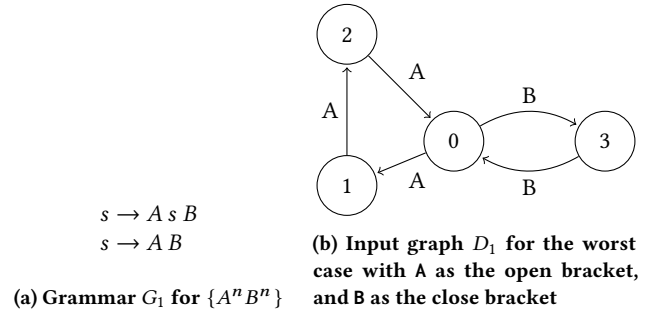 s → A s B
s → A B
(a) Grammar G₁ for {AⁿBⁿ}
2
A
A
B
0
3
1
A
B
(b) Input graph D₁ for the worst
case with A as the open bracket,
and B as the close bracket